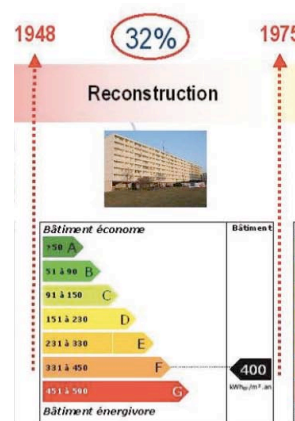 1948 32% 1975
Reconstruction
Bâtiment économe Bâtiment
51 à 90 B
91 à 150 C
151 à 230 D
231 à 330 E
331 à 450 F 400
451 à 590 G
Bâtiment énergivore